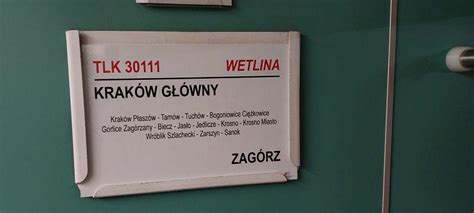 TLK 30111 WETLINA
KRAKÓW GŁÓWNY
Kraków Płaszów - Tarnów - Tuchów - Bogoniowice Ciężkowice
Gorlice Zagórzany - Biecz - Jasło - Jedlicze - Krosno - Krosno Miasto
Wróblik Szlachecki - Zarszyn - Sanok
ZAGÓRZ